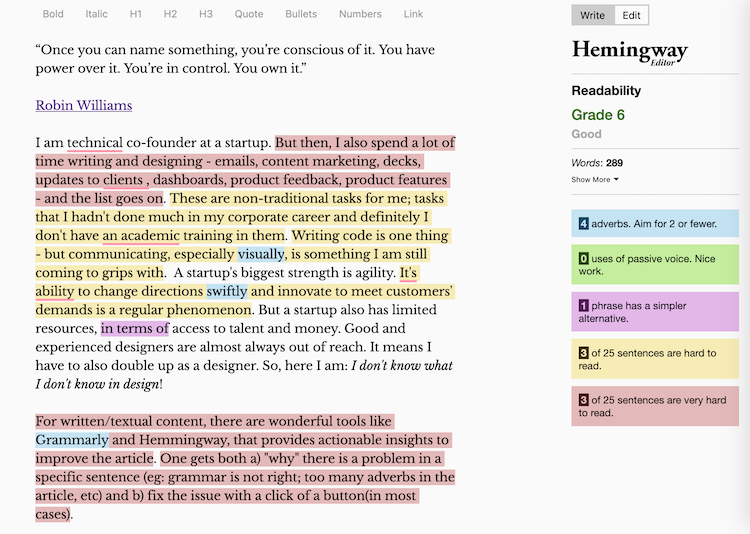 Bold Italic H1 H2 H3 Quote Bullets Numbers Link
“Once you can name something, you’re conscious of it. You have
power over it. You’re in control. You own it.”
Robin Williams
I am technical co-founder at a startup. But then, I also spend a lot of
time writing and designing - emails, content marketing, decks,
updates to clients , dashboards, product feedback, product features
- and the list goes on. These are non-traditional tasks for me; tasks
that I hadn't done much in my corporate career and definitely I
don't have an academic training in them. Writing code is one thing
- but communicating, especially visually, is something I am still
coming to grips with.  A startup's biggest strength is agility. It's
ability to change directions swiftly and innovate to meet customers'
demands is a regular phenomenon. But a startup also has limited
resources, in terms of access to talent and money. Good and
experienced designers are almost always out of reach. It means I
have to also double up as a designer. So, here I am: I don't know what
I don't know in design!
For written/textual content, there are wonderful tools like
Grammarly and Hemmingway, that provides actionable insights to
improve the article. One gets both a) "why" there is a problem in a
specific sentence (eg: grammar is not right; too many adverbs in the
article, etc) and b) fix the issue with a click of a button(in most
cases).
Write Edit
Hemingway
Editor
Readability
Grade 6
Good
Words: 289
Show More
4 adverbs. Aim for 2 or fewer.
0 uses of passive voice. Nice
work.
1 phrase has a simpler
alternative.
3 of 25 sentences are hard to
read.
3 of 25 sentences are very hard
to read.